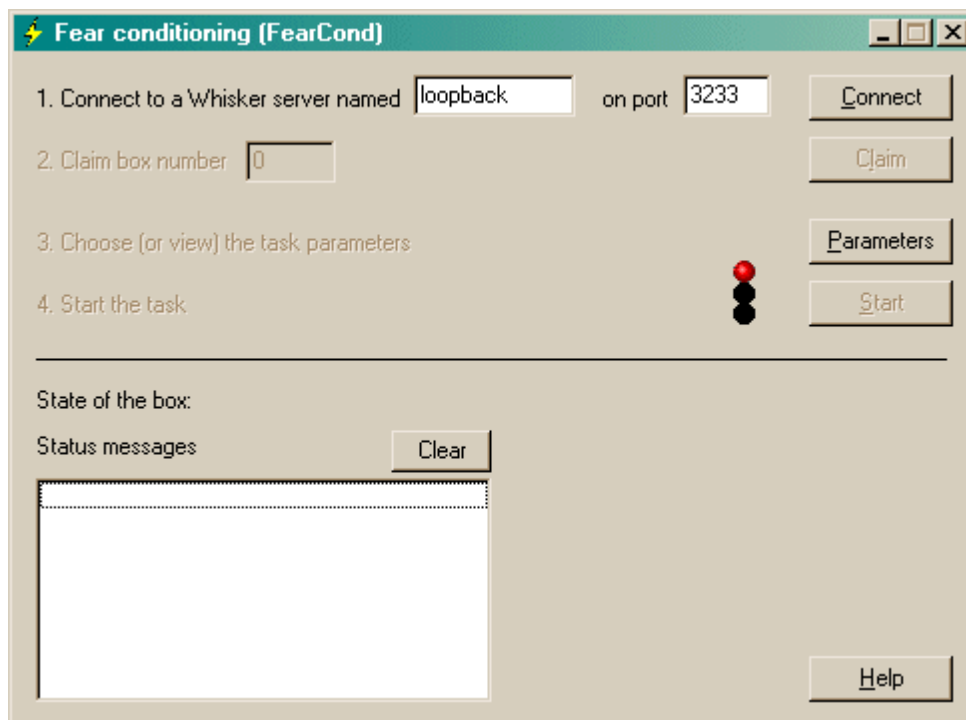 Fear conditioning (FearCond)
1. Connect to a Whisker server named loopback on port 3233 Connect
2. Claim box number 0 Claim
3. Choose (or view) the task parameters Parameters
4. Start the task Start
State of the box:
Status messages Clear
Help